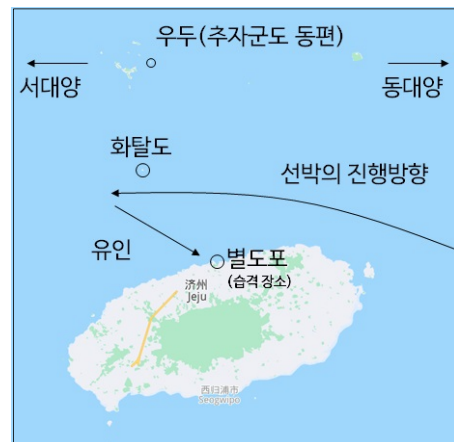 우두(추자군도 동편)
서대양
동대양
화탈도
선박의 진행방향
유인
별도포
(습격 장소)
济州
Jeju
西归浦市
Seogwipo